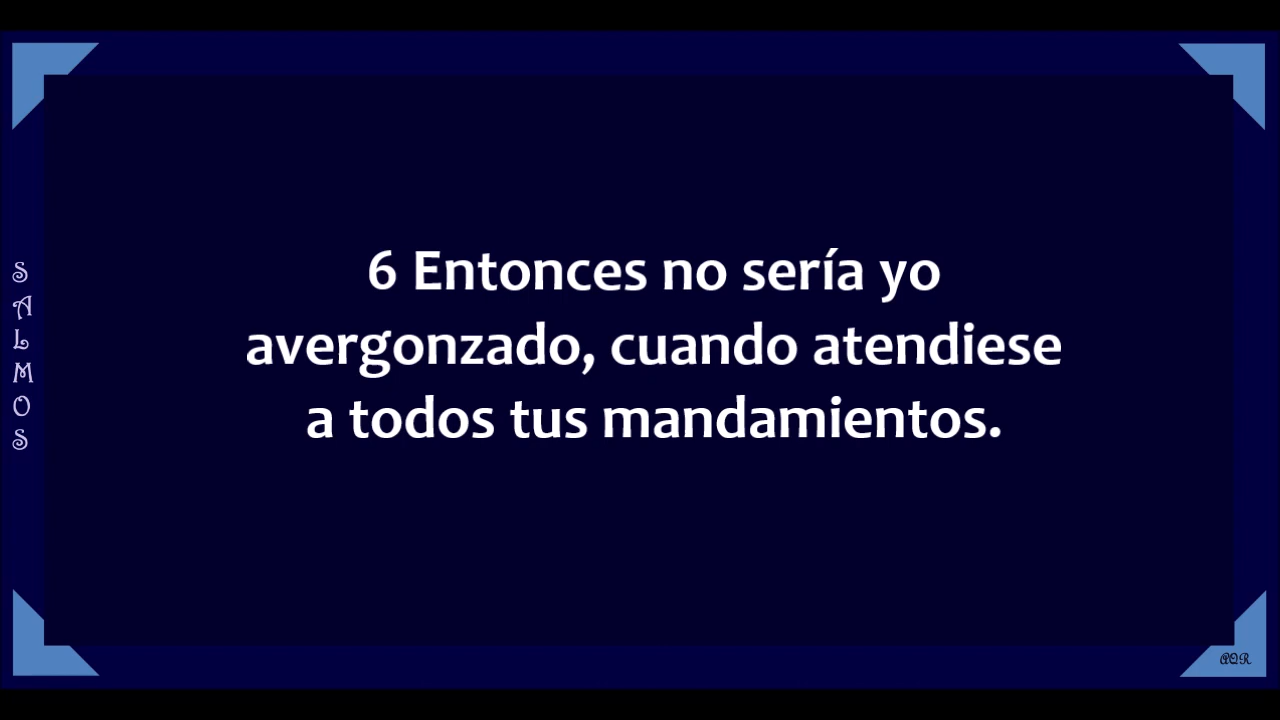 SALMOS
6 Entonces no sería yo
avergonzado, cuando atendiese
a todos tus mandamientos.